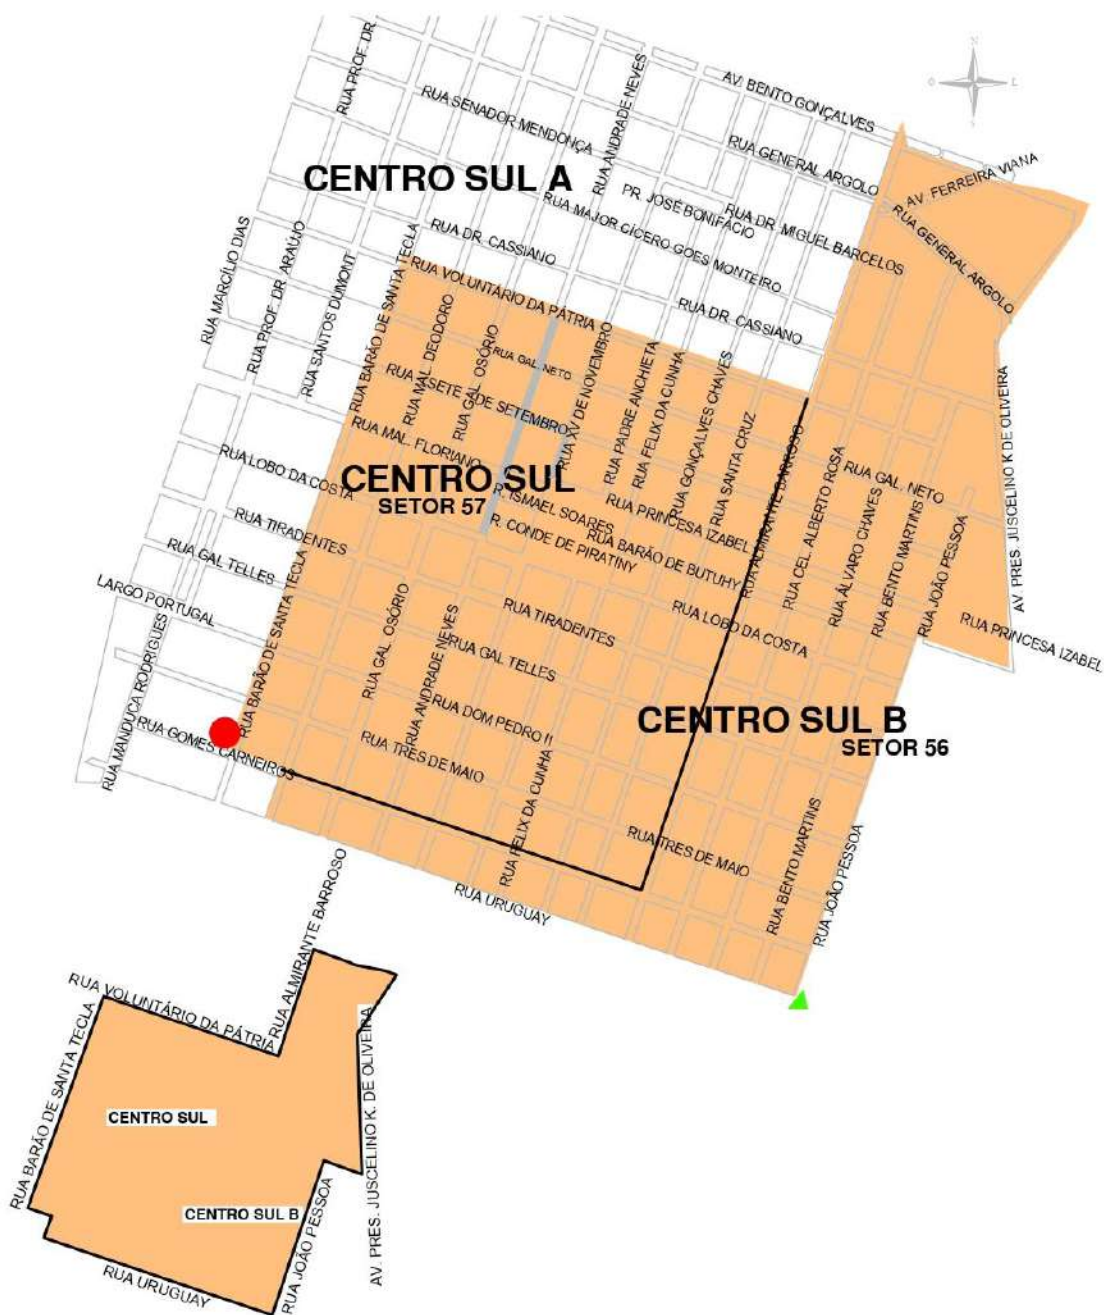 N
O
L
S
AV. BENTO GONÇALVES
RUA PROF. DR.
RUA SENADOR MENDONÇA
RUA ANDRADE NEVES
RUA GENERAL ARGOLO
AV. FERREIRA VIANA
CENTRO SUL A
PR. JOSÉ BONIFÁCIO
RUA MAJOR CÍCERO GOES MONTEIRO
RUA DR. MIGUEL BARCELOS
RUA GENERAL ARGOLO
RUA DR. CASSIANO
RUA MARCÍLIO DIAS
RUA PROF. DR. ARAÚJO
RUA SANTOS DUMONT
RUA BARÃO DE SANTA TECLA
RUA VOLUNTÁRIO DA PÁTRIA
RUA DR. CASSIANO
RUA MAL. DEODORO
RUA GAL. OSÓRIO
RUA GAL. NETO
RUA XV DE NOVEMBRO
RUA PADRE ANCHIETA
RUA FELIX DA CUNHA
RUA GONÇALVES CHAVES
RUA SANTA CRUZ
RUA ALMIRANTE BARROSO
RUA SETE DE SETEMBRO
RUA MAL. FLORIANO
RUA LOBO DA COSTA
CENTRO SUL
SETOR 57
R. ISMAEL SOARES
RUA PRINCESA IZABEL
R. CONDE DE PIRATINY
RUA BARÃO DE BUTUHY
RUA GAL. NETO
RUA CEL. ALBERTO ROSA
RUA ÁLVARO CHAVES
RUA BENTO MARTINS
RUA JOÃO PESSOA
AV. PRES. JUSCELINO K DE OLIVEIRA
RUA TIRADENTES
RUA GAL TELLES
LARGO PORTUGAL
RUA MANDUCA RODRIGUES
RUA BARÃO DE SANTA TECLA
RUA GAL. OSÓRIO
RUA ANDRADE NEVES
RUA TIRADENTES
RUA LOBO DA COSTA
RUA PRINCESA IZABEL
RUA GAL. TELLES
RUA DOM PEDRO II
RUA GOMES CARNEIROS
RUA TRES DE MAIO
CENTRO SUL B
SETOR 56
RUA FELIX DA CUNHA
RUA TRES DE MAIO
RUA BENTO MARTINS
RUA JOÃO PESSOA
RUA URUGUAY
RUA ALMIRANTE BARROSO
RUA VOLUNTÁRIO DA PÁTRIA
RUA BARÃO DE SANTA TECLA
CENTRO SUL
CENTRO SUL B
AV. PRES. JUSCELINO K. DE OLIVEIRA
RUA JOÃO PESSOA
RUA URUGUAY